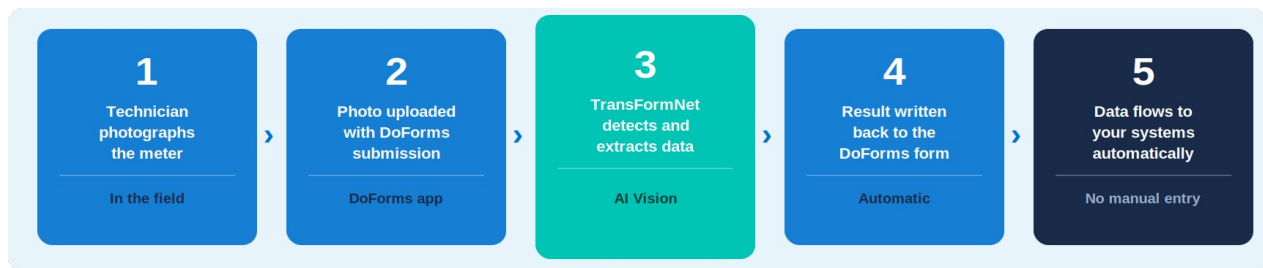 1
Technician
photographs
the meter
In the field
›
2
Photo uploaded
with DoForms
submission
DoForms app
›
3
TransFormNet
detects and
extracts data
AI Vision
›
4
Result written
back to the
DoForms form
Automatic
›
5
Data flows to
your systems
automatically
No manual entry